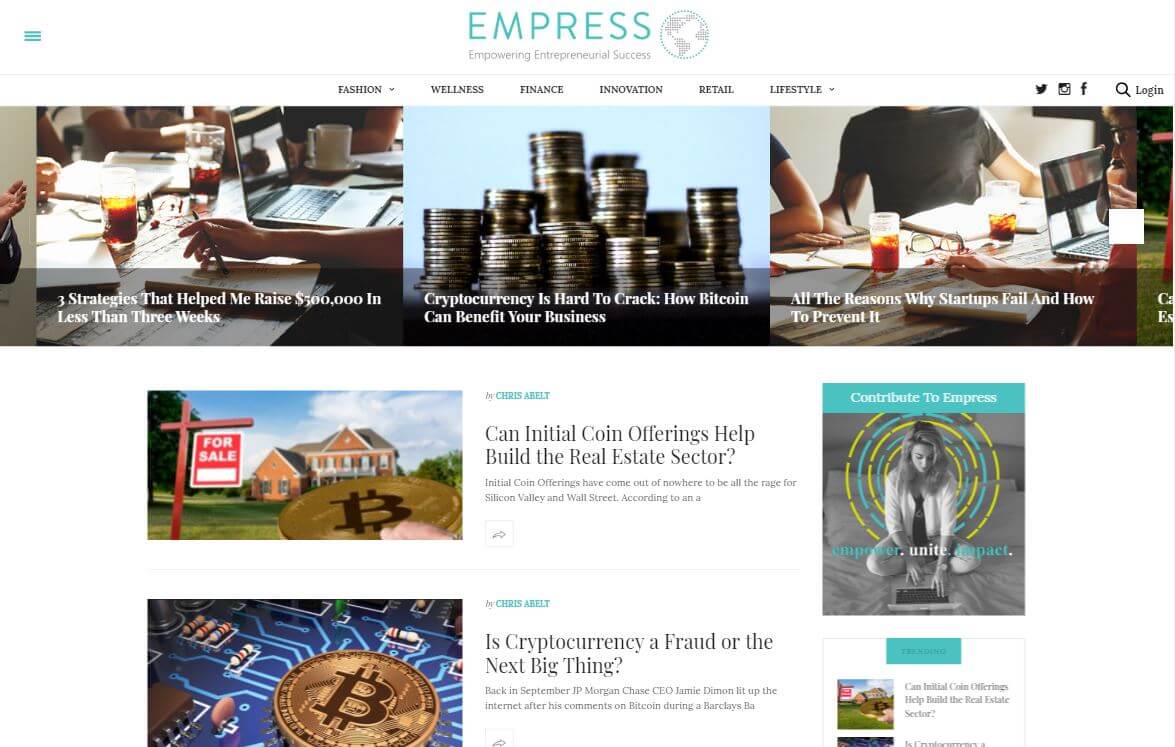 EMPRESS
Empowering Entrepreneurial Success
FASHION
WELLNESS
FINANCE
INNOVATION
RETAIL
LIFESTYLE
Login
3 Strategies That Helped Me Raise $500,000 In
Less Than Three Weeks
Cryptocurrency Is Hard To Crack: How Bitcoin
Can Benefit Your Business
All The Reasons Why Startups Fail And How
To Prevent It
Ca
Es
FOR
SALE
by CHRIS ABELT
Can Initial Coin Offerings Help
Build the Real Estate Sector?
Initial Coin Offerings have come out of nowhere to be all the rage for
Silicon Valley and Wall Street. According to an a
by CHRIS ABELT
Is Cryptocurrency a Fraud or the
Next Big Thing?
Back in September JP Morgan Chase CEO Jamie Dimon lit up the
internet after his comments on Bitcoin during a Barclays Ba
Contribute To Empress
empower. unite. impact.
TRENDING
Can Initial Coin Offerings
Help Build the Real Estate
Sector?
Is Cryptocurrency a